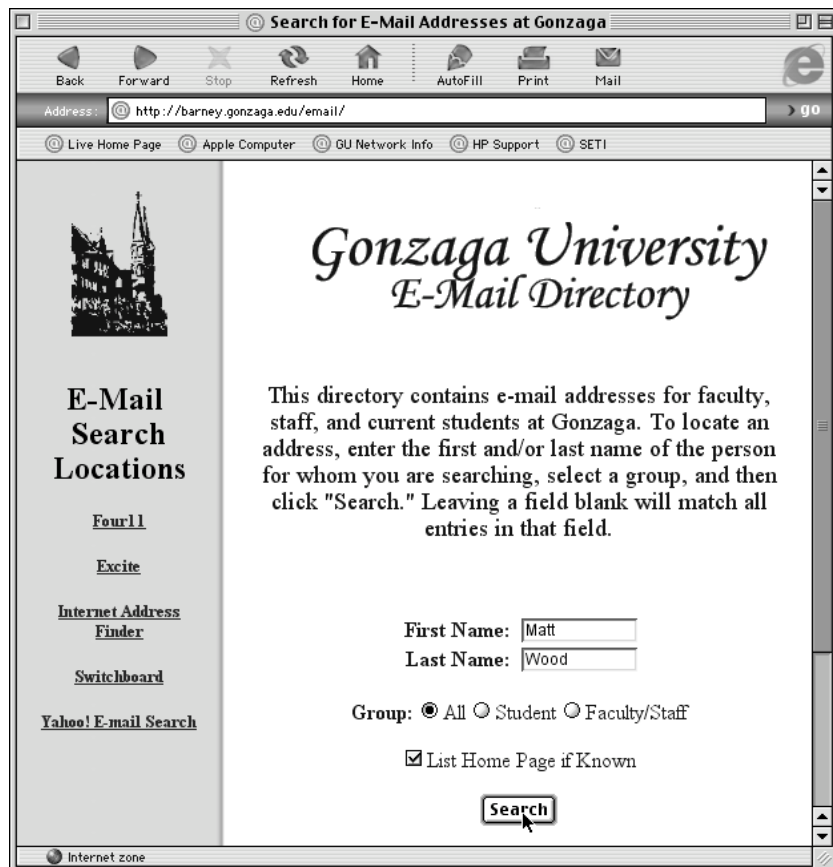 Search for E-Mail Addresses at Gonzaga
Back Forward Stop Refresh Home AutoFill Print Mail
Address: http://barney.gonzaga.edu/email/ go
Live Home Page Apple Computer GU Network Info HP Support SETI
Gonzaga University
E-Mail Directory
E-Mail
Search
Locations
Four11
Excite
Internet Address
Finder
Switchboard
Yahoo! E-mail Search
This directory contains e-mail addresses for faculty,
staff, and current students at Gonzaga. To locate an
address, enter the first and/or last name of the person
for whom you are searching, select a group, and then
click "Search." Leaving a field blank will match all
entries in that field.
First Name: Matt
Last Name: Wood
Group: All Student Faculty/Staff
List Home Page if Known
Search
Internet zone